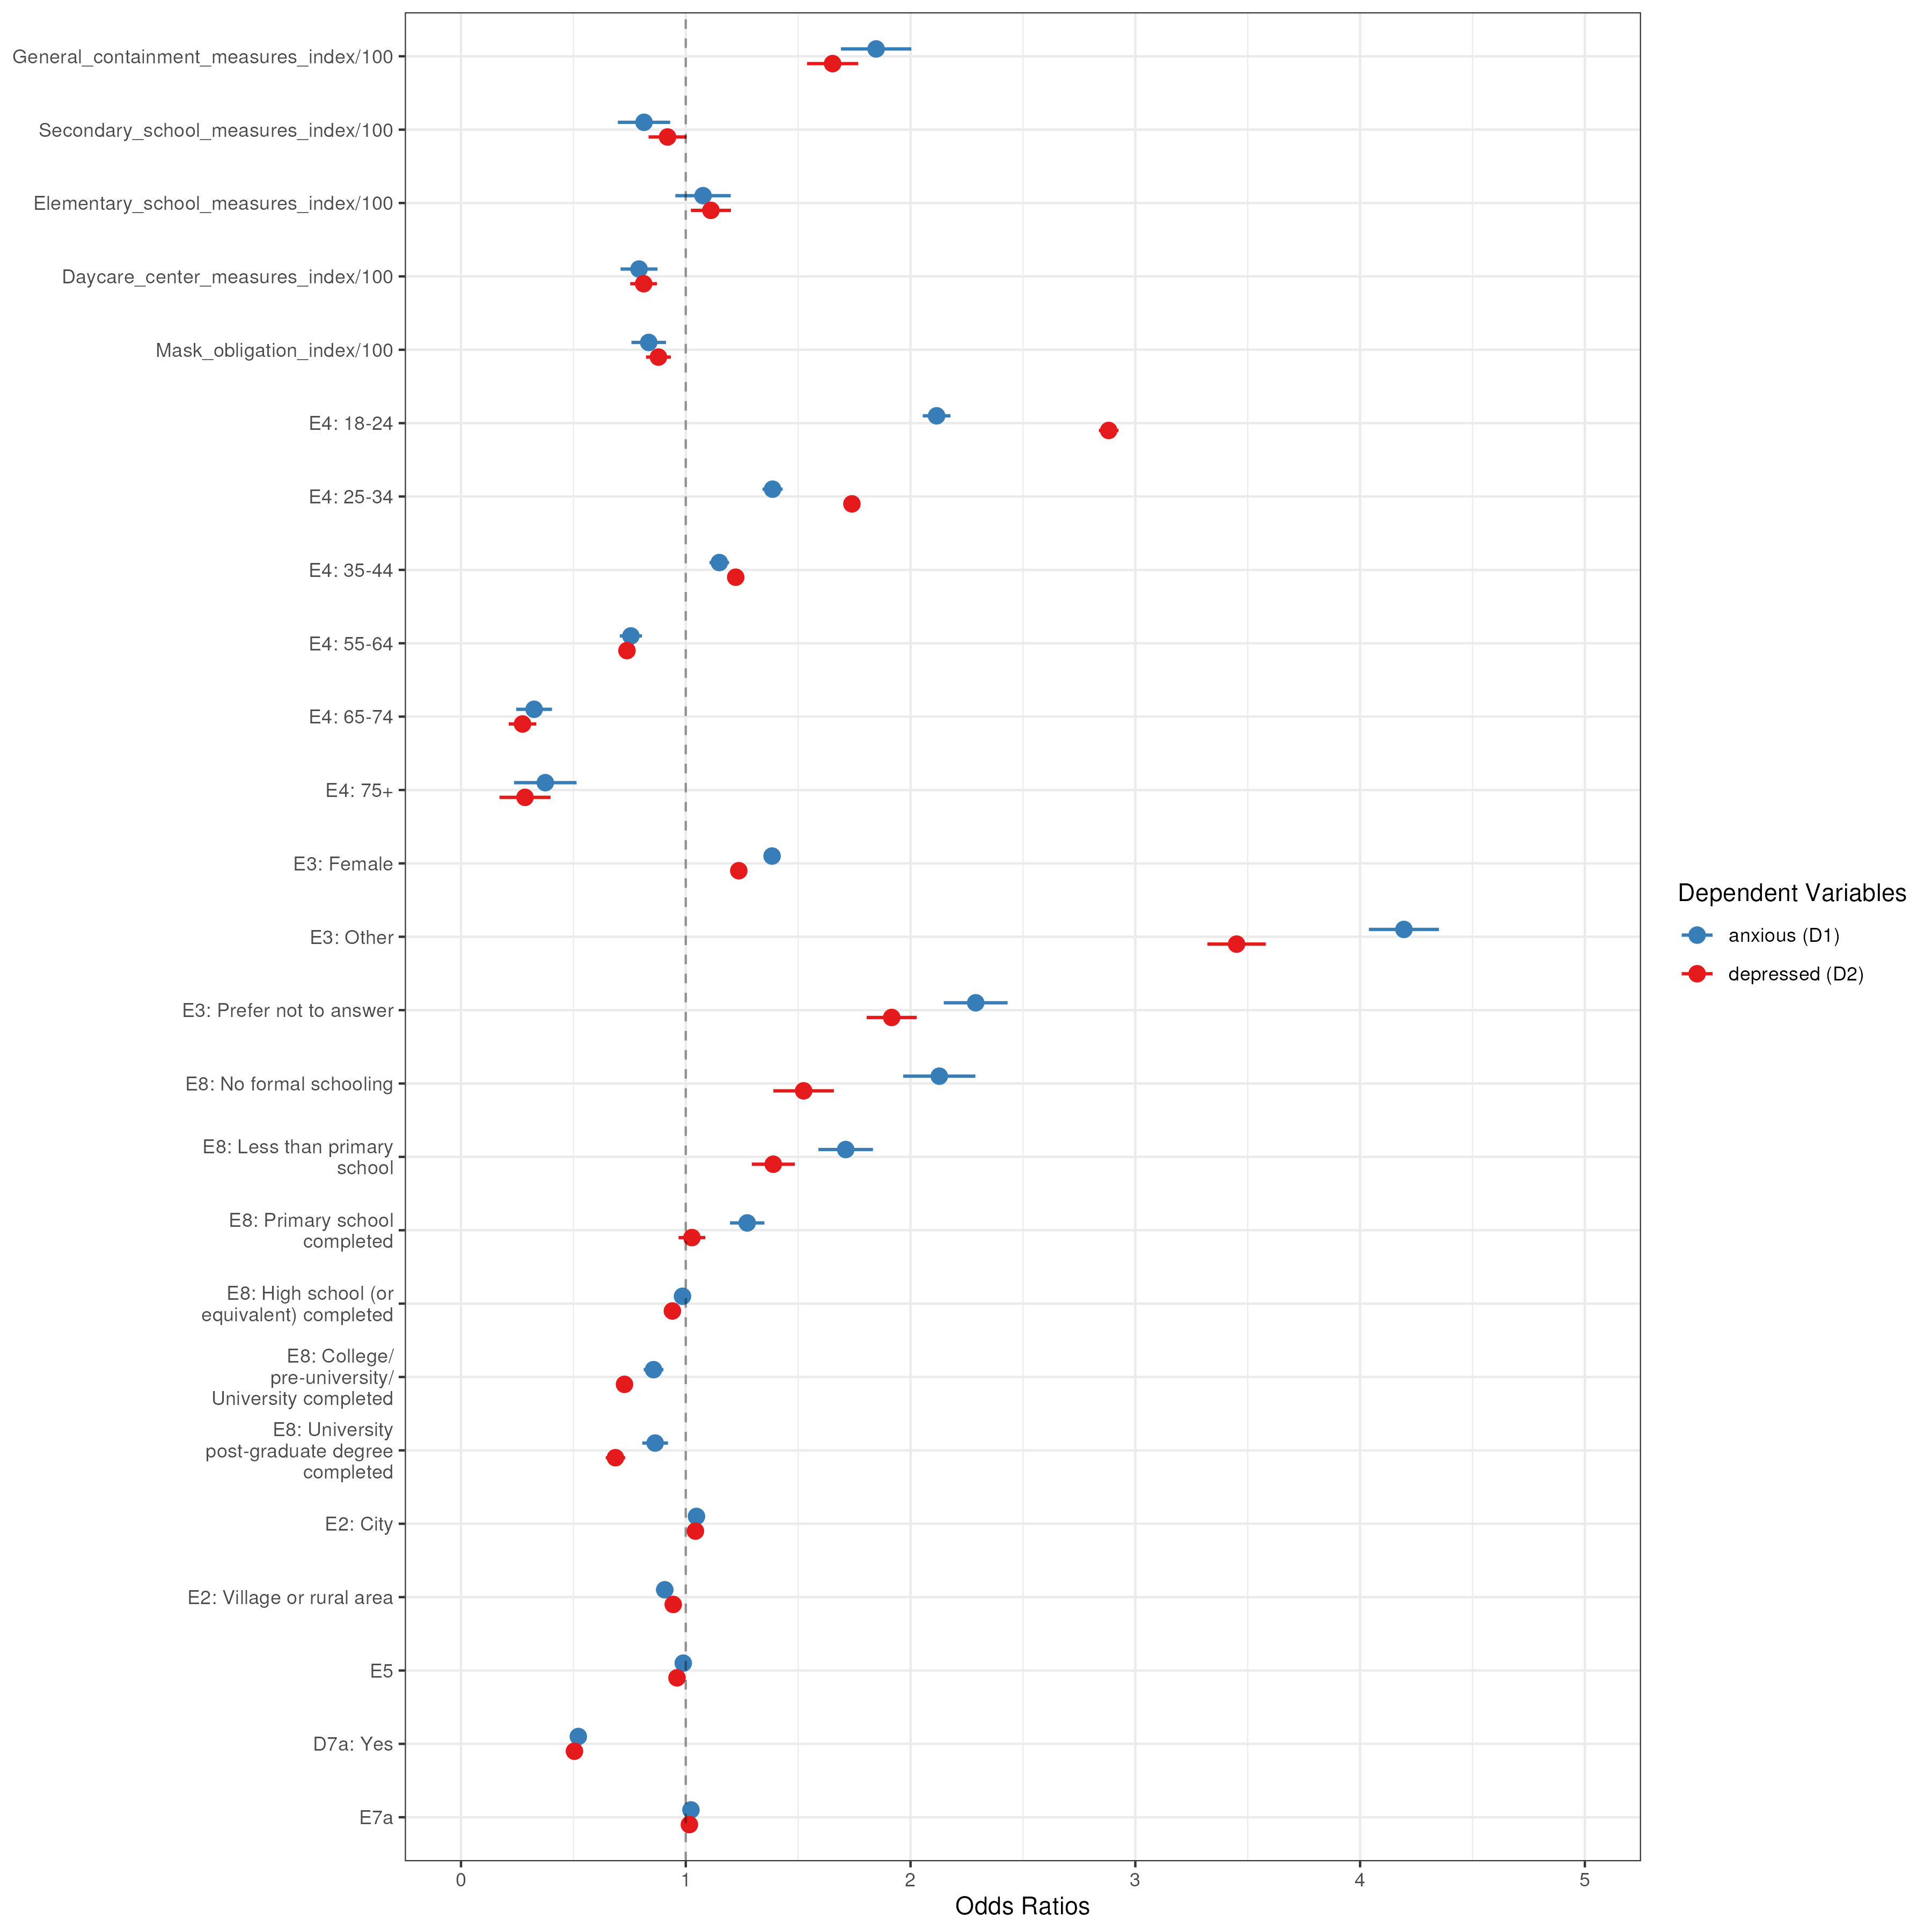 General_containment_measures_index/100
Secondary_school_measures_index/100
Elementary_school_measures_index/100
Daycare_center_measures_index/100
Mask_obligation_index/100
E4: 18-24
E4: 25-34
E4: 35-44
E4: 55-64
E4: 65-74
E4: 75+
E3: Female
E3: Other
E3: Prefer not to answer
E8: No formal schooling
E8: Less than primary
school
E8: Primary school
completed
E8: High school (or
equivalent) completed
E8: College/
pre-university/
University completed
E8: University
post-graduate degree
completed
E2: City
E2: Village or rural area
E5
D7a: Yes
E7a
0 1 2 3 4 5
Odds Ratios
Dependent Variables
anxious (D1)
depressed (D2)